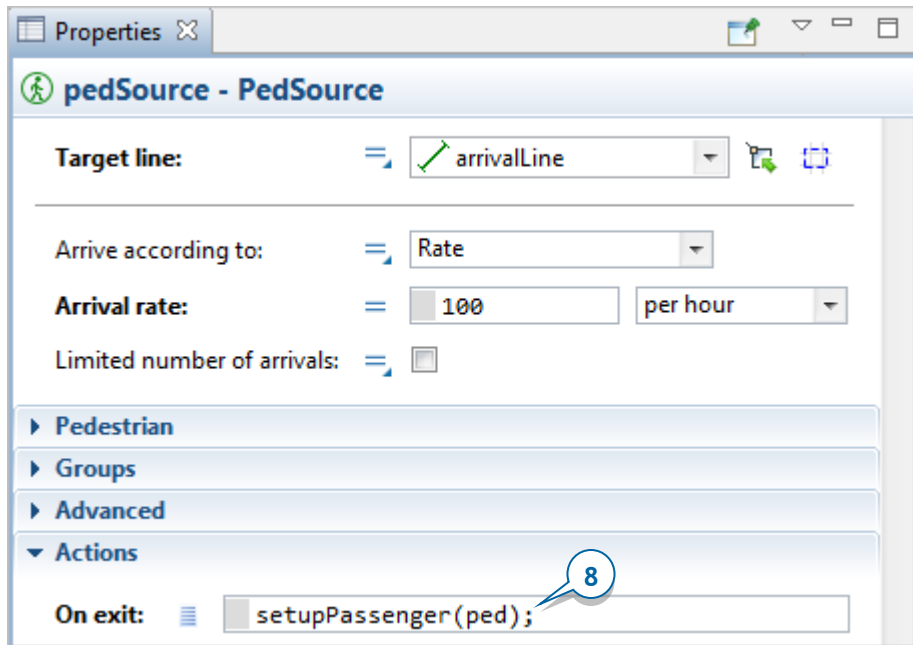 Properties
pedSource - PedSource
Target line: arrivalLine
Arrive according to: Rate
Arrival rate: 100 per hour
Limited number of arrivals:
Pedestrian
Groups
Advanced
Actions
8
On exit: setupPassenger(ped);